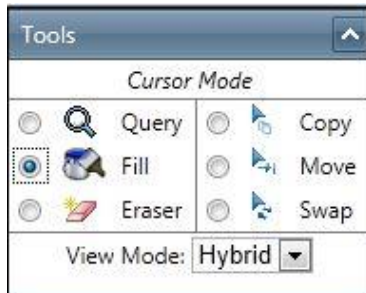 Tools
Cursor Mode
Query Copy
Fill Move
Eraser Swap
View Mode: Hybrid